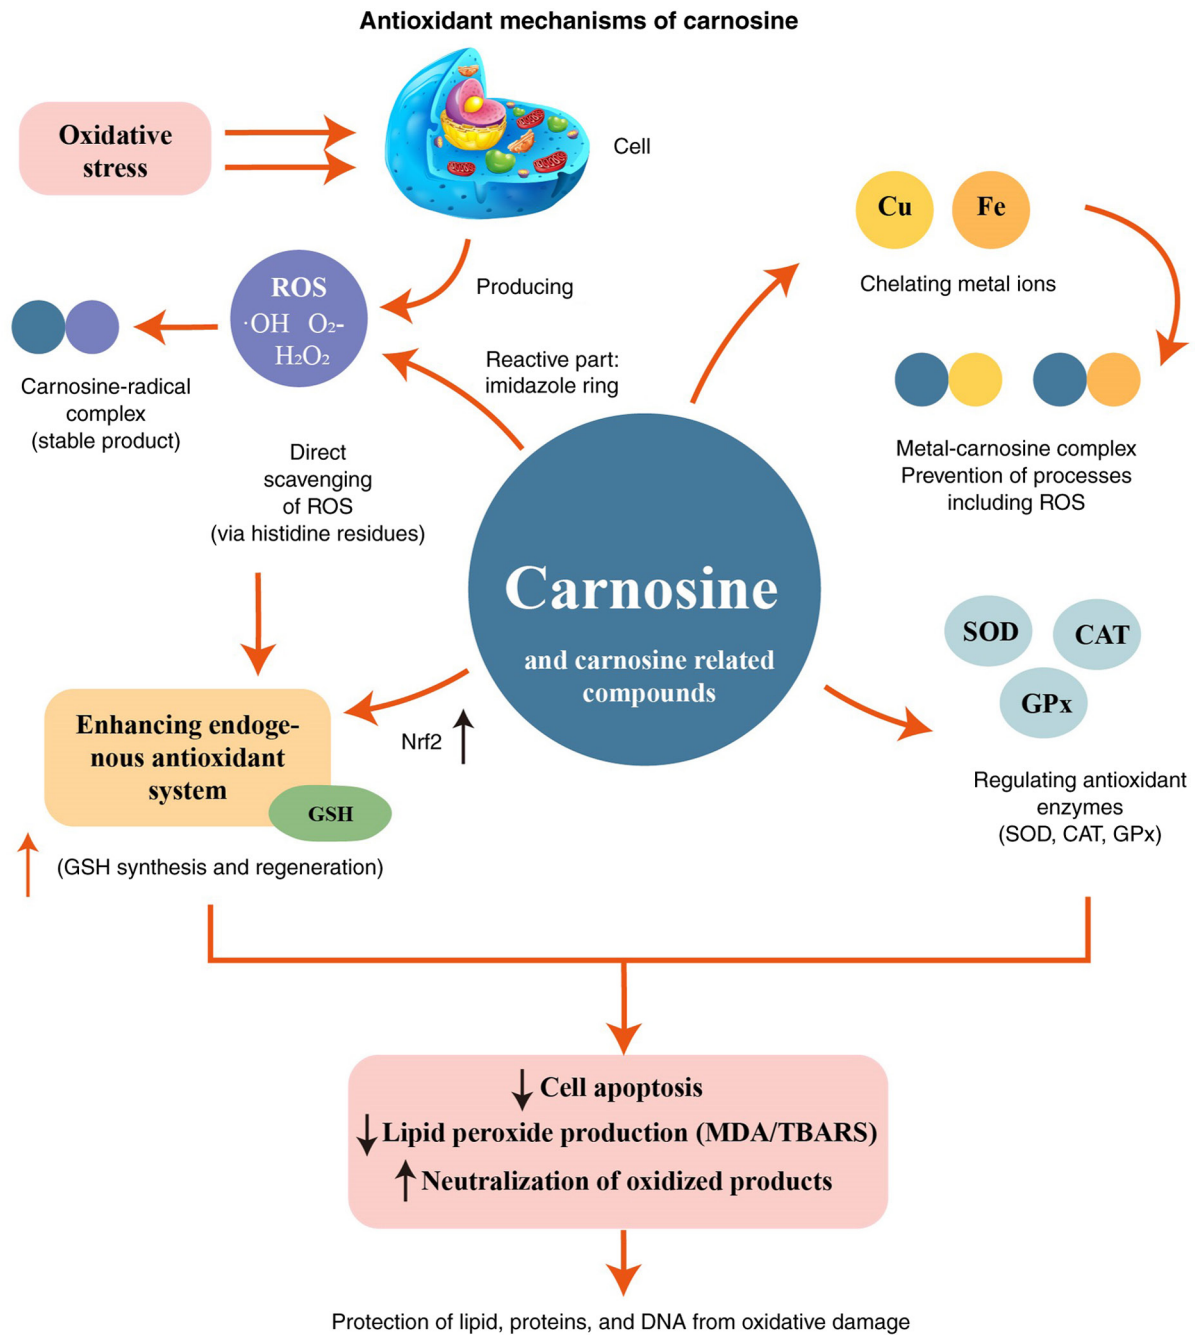 Antioxidant mechanisms of carnosine
Oxidative
stress
Cell
Cu
Fe
Chelating metal ions
ROS
·OH O₂-
H₂O₂
Producing
Reactive part:
imidazole ring
Carnosine-radical
complex
(stable product)
Metal-carnosine complex
Prevention of processes
including ROS
Direct
scavenging
of ROS
(via histidine residues)
Carnosine
and carnosine related
compounds
SOD
CAT
GPx
Regulating antioxidant
enzymes
(SOD, CAT, GPx)
Enhancing endoge-
nous antioxidant
system
Nrf2
GSH
(GSH synthesis and regeneration)
Cell apoptosis
Lipid peroxide production (MDA/TBARS)
Neutralization of oxidized products
Protection of lipid, proteins, and DNA from oxidative damage